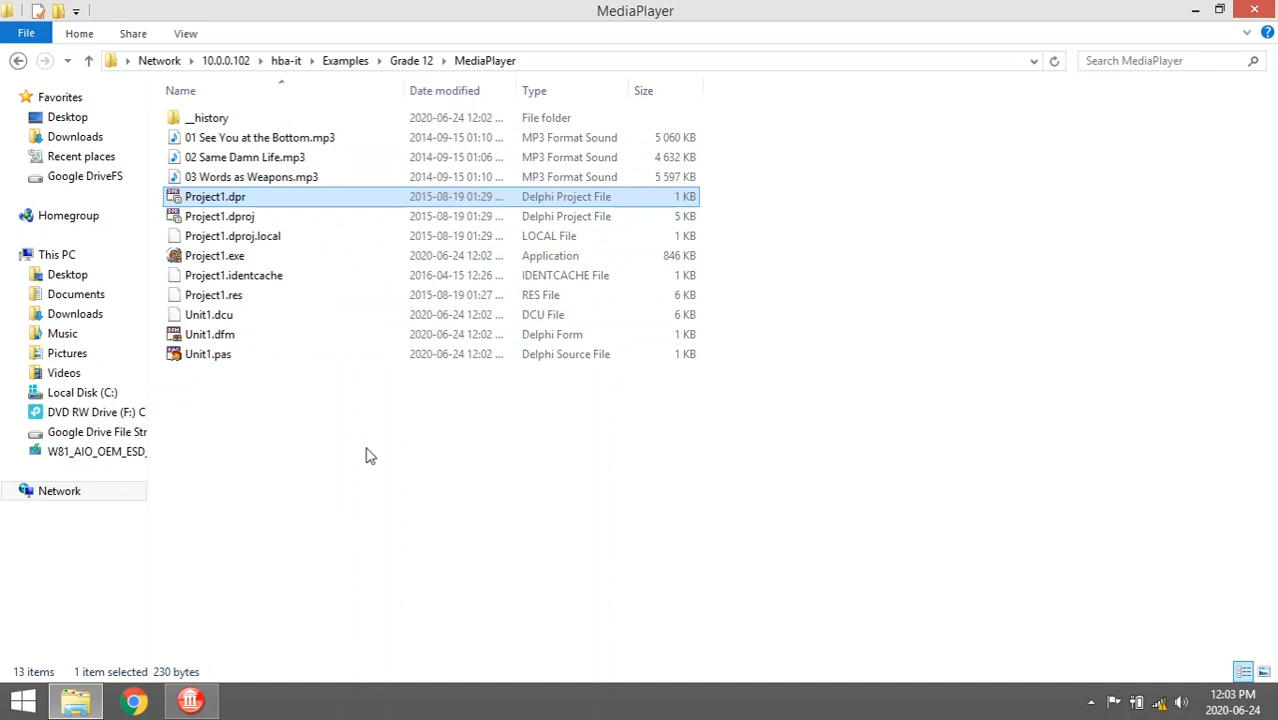 MediaPlayer
File Home Share View
Network 10.0.0.102 hba-it Examples Grade 12 MediaPlayer Search MediaPlayer
Name Date modified Type Size
Favorites
Desktop
Downloads
Recent places
Google DriveFS
Homegroup
This PC
Desktop
Documents
Downloads
Music
Pictures
Videos
Local Disk (C:)
DVD RW Drive (F:) C
Google Drive File Str
W81_AIO_OEM_ESD_
Network
__history 2020-06-24 12:02 ... File folder
01 See You at the Bottom.mp3 2014-09-15 01:10 ... MP3 Format Sound 5 060 KB
02 Same Damn Life.mp3 2014-09-15 01:06 ... MP3 Format Sound 4 632 KB
03 Words as Weapons.mp3 2014-09-15 01:10 ... MP3 Format Sound 5 597 KB
Project1.dpr 2015-08-19 01:29 ... Delphi Project File 1 KB
Project1.dproj 2015-08-19 01:29 ... Delphi Project File 5 KB
Project1.dproj.local 2015-08-19 01:29 ... LOCAL File 1 KB
Project1.exe 2020-06-24 12:02 ... Application 846 KB
Project1.identcache 2016-04-15 12:26 ... IDENTCACHE File 1 KB
Project1.res 2015-08-19 01:27 ... RES File 6 KB
Unit1.dcu 2020-06-24 12:02 ... DCU File 6 KB
Unit1.dfm 2020-06-24 12:02 ... Delphi Form 1 KB
Unit1.pas 2020-06-24 12:02 ... Delphi Source File 1 KB
13 items 1 item selected 230 bytes
12:03 PM
2020-06-24